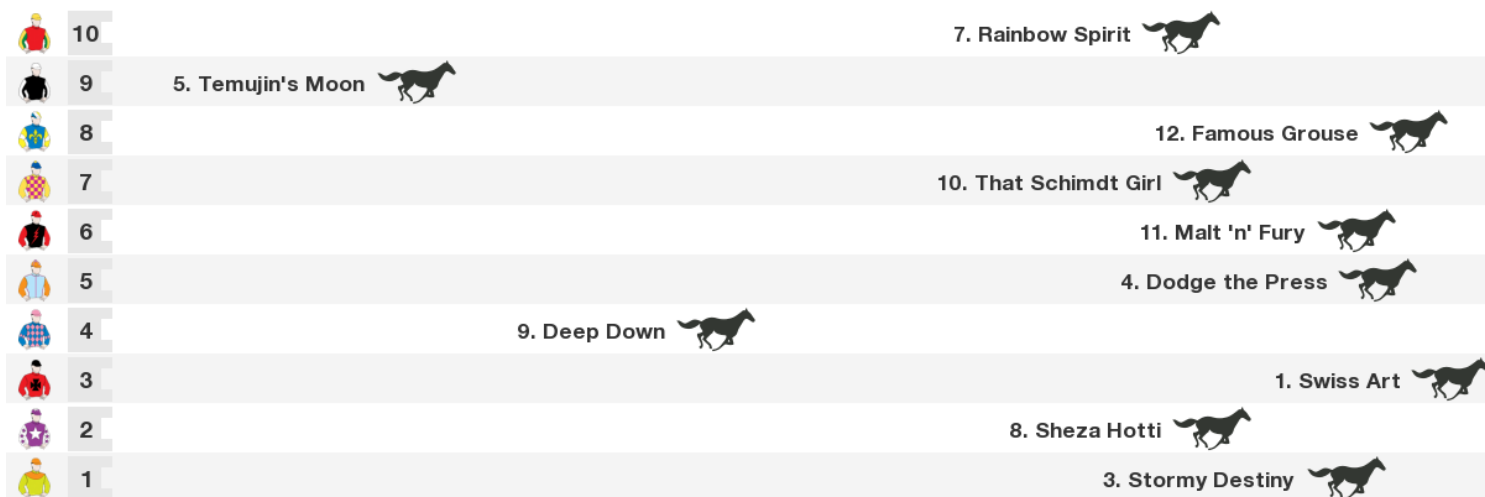 10 7. Rainbow Spirit
9 5. Temujin's Moon
8 12. Famous Grouse
7 10. That Schimdt Girl
6 11. Malt 'n' Fury
5 4. Dodge the Press
4 9. Deep Down
3 1. Swiss Art
2 8. Sheza Hotti
1 3. Stormy Destiny